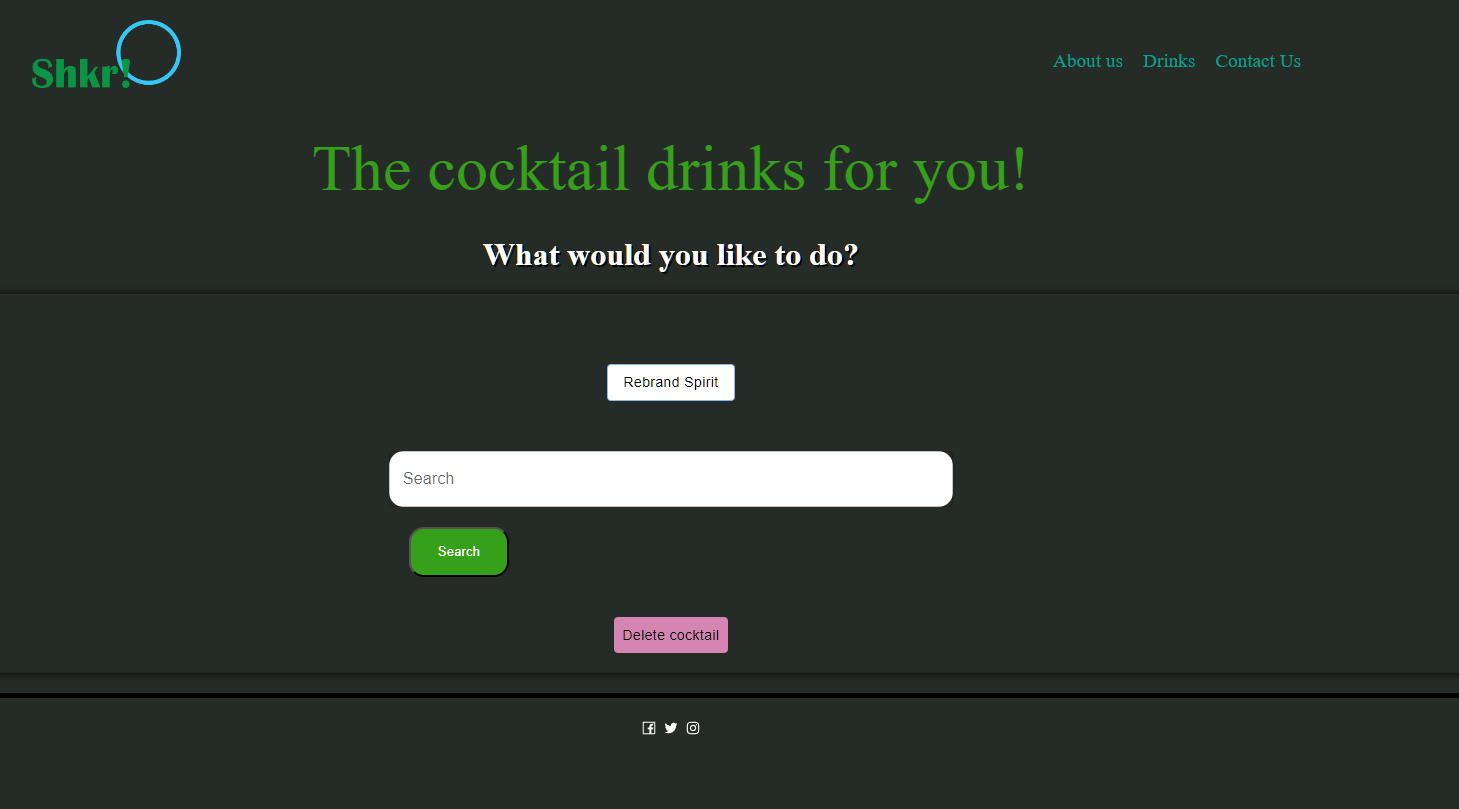 Shkr!
About us Drinks Contact Us
The cocktail drinks for you!
What would you like to do?
Rebrand Spirit
Search
Search
Delete cocktail